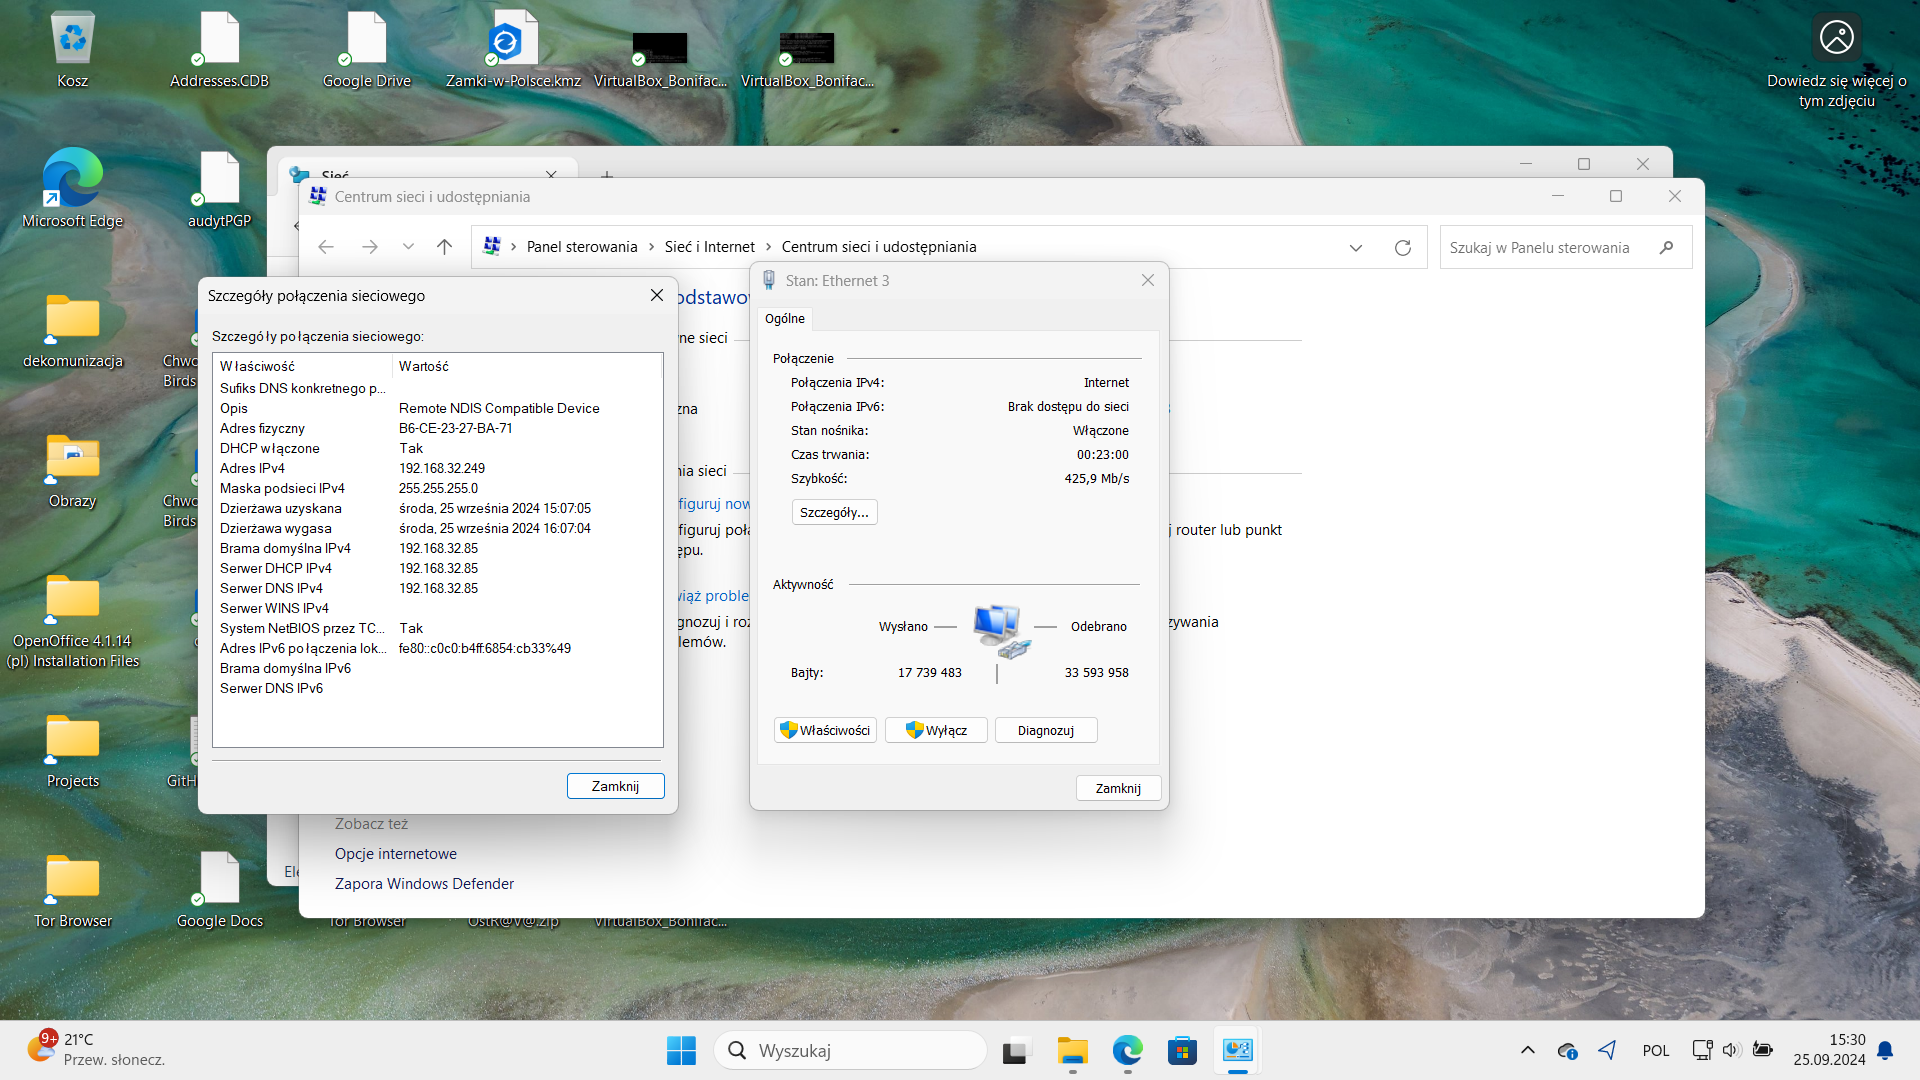 Kosz
Addresses.CDB
Google Drive
Zamki-w-Polsce.kmz
VirtualBox_Bonifac...
VirtualBox_Bonifac...
Dowiedz się więcej o
tym zdjęciu
Microsoft Edge
audytPGP
dekomunizacja
Chwo
Birds
Obrazy
Chwo
Birds
OpenOffice 4.1.14
(pl) Installation Files
Projects
GitH
Tor Browser
Google Docs
Tor Browser
OstR@V@.zip
VirtualBox_Bonifac...
Sieć
Centrum sieci i udostępniania
Panel sterowania
Sieć i Internet
Centrum sieci i udostępniania
Szukaj w Panelu sterowania
odstawow
ne sieci
zna
nia sieci
figuruj now
figuruj poła
j router lub punkt
ępu.
wiąż proble
gnozuj i roz
zywania
lemów.
Zobacz też
Opcje internetowe
Zapora Windows Defender
Ele
Szczegóły połączenia sieciowego
Szczegóły połączenia sieciowego:
Właściwość Wartość
Sufiks DNS konkretnego p...
Opis Remote NDIS Compatible Device
Adres fizyczny B6-CE-23-27-BA-71
DHCP włączone Tak
Adres IPv4 192.168.32.249
Maska podsieci IPv4 255.255.255.0
Dzierżawa uzyskana środa, 25 września 2024 15:07:05
Dzierżawa wygasa środa, 25 września 2024 16:07:04
Brama domyślna IPv4 192.168.32.85
Serwer DHCP IPv4 192.168.32.85
Serwer DNS IPv4 192.168.32.85
Serwer WINS IPv4
System NetBIOS przez TC... Tak
Adres IPv6 połączenia lok... fe80::c0c0:b4ff:6854:cb33%49
Brama domyślna IPv6
Serwer DNS IPv6
Zamknij
Stan: Ethernet 3
Ogólne
Połączenie
Połączenia IPv4: Internet
Połączenia IPv6: Brak dostępu do sieci
Stan nośnika: Włączone
Czas trwania: 00:23:00
Szybkość: 425,9 Mb/s
Szczegóły...
Aktywność
Wysłano Odebrano
Bajty: 17 739 483 33 593 958
Właściwości Wyłącz Diagnozuj
Zamknij
9+
21°C
Przew. słonecz.
Wyszukaj
POL
15:30
25.09.2024